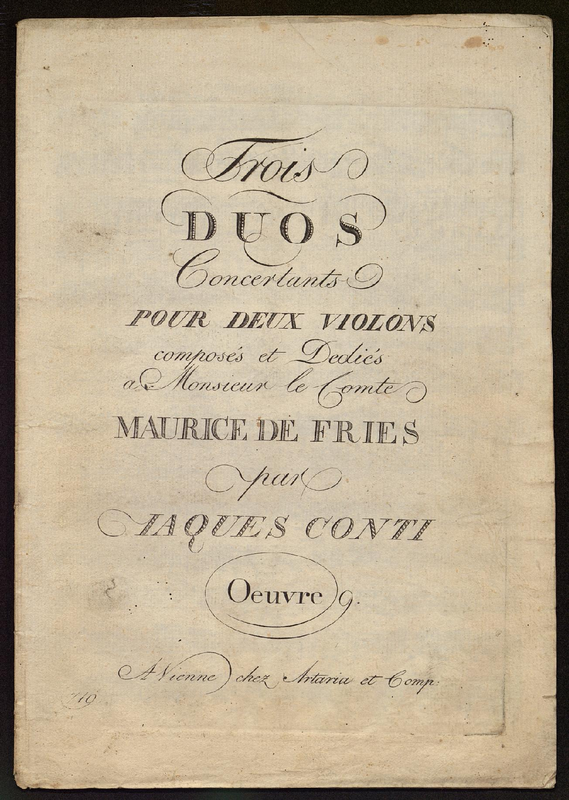 Trois
DUOS
Concertants
POUR DEUX VIOLONS
composés et Dediés
a Monsieur le Comte
MAURICE DE FRIES
par
IAQUES CONTI
Oeuvre 9.
A Vienne chez Artaria et Comp